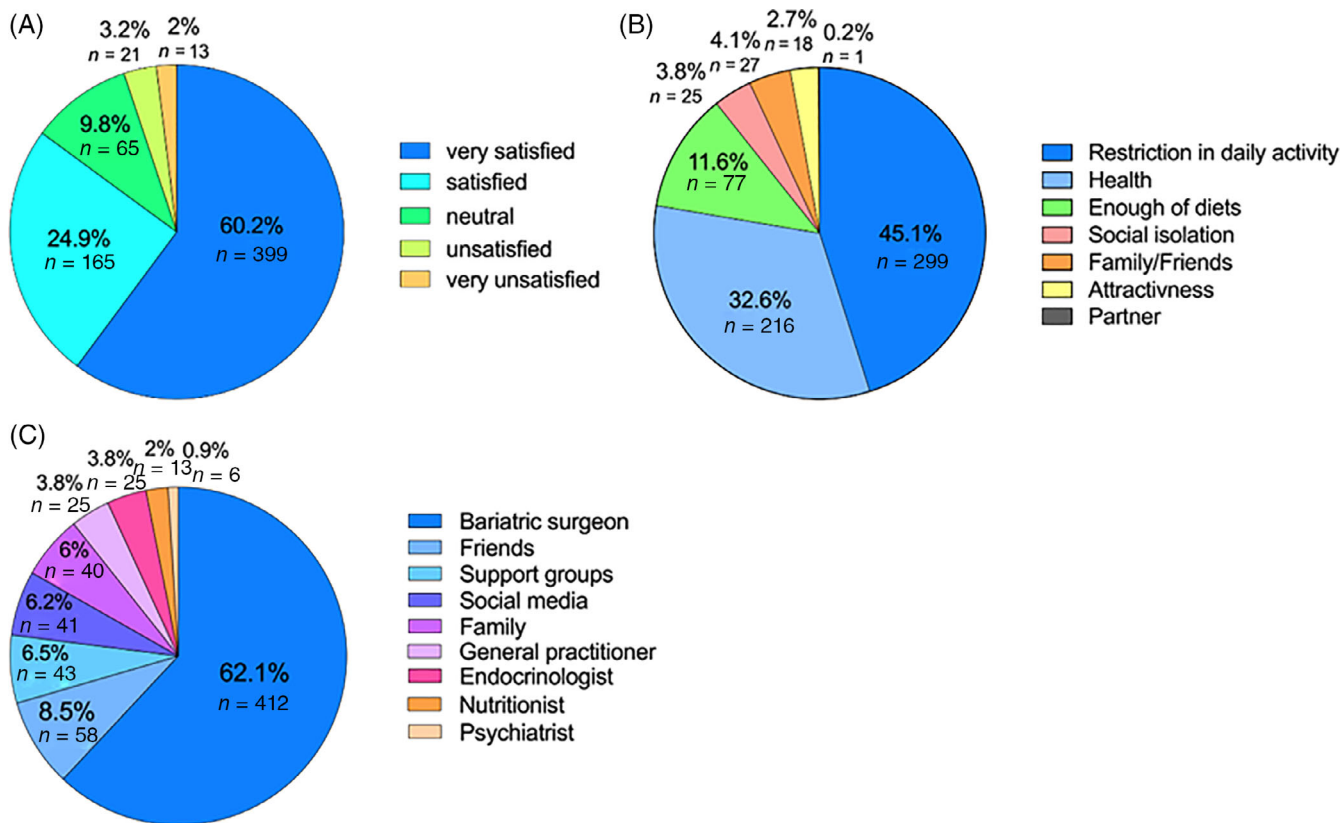 (A)
3.2%
n = 21
2%
n = 13
9.8%
n = 65
24.9%
n = 165
60.2%
n = 399
very satisfied
satisfied
neutral
unsatisfied
very unsatisfied
(B)
3.8%
n = 25
4.1%
n = 27
2.7%
n = 18
0.2%
n = 1
11.6%
n = 77
45.1%
n = 299
32.6%
n = 216
Restriction in daily activity
Health
Enough of diets
Social isolation
Family/Friends
Attractivness
Partner
(C)
3.8%
n = 25
3.8%
n = 25
2%
n = 13
0.9%
n = 6
6%
n = 40
6.2%
n = 41
6.5%
n = 43
8.5%
n = 58
62.1%
n = 412
Bariatric surgeon
Friends
Support groups
Social media
Family
General practitioner
Endocrinologist
Nutritionist
Psychiatrist